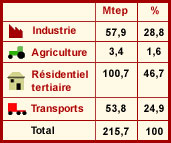 Mtep %
Industrie 57,9 28,8
Agriculture 3,4 1,6
Résidentiel 100,7 46,7
tertiaire
Transports 53,8 24,9
Total 215,7 100